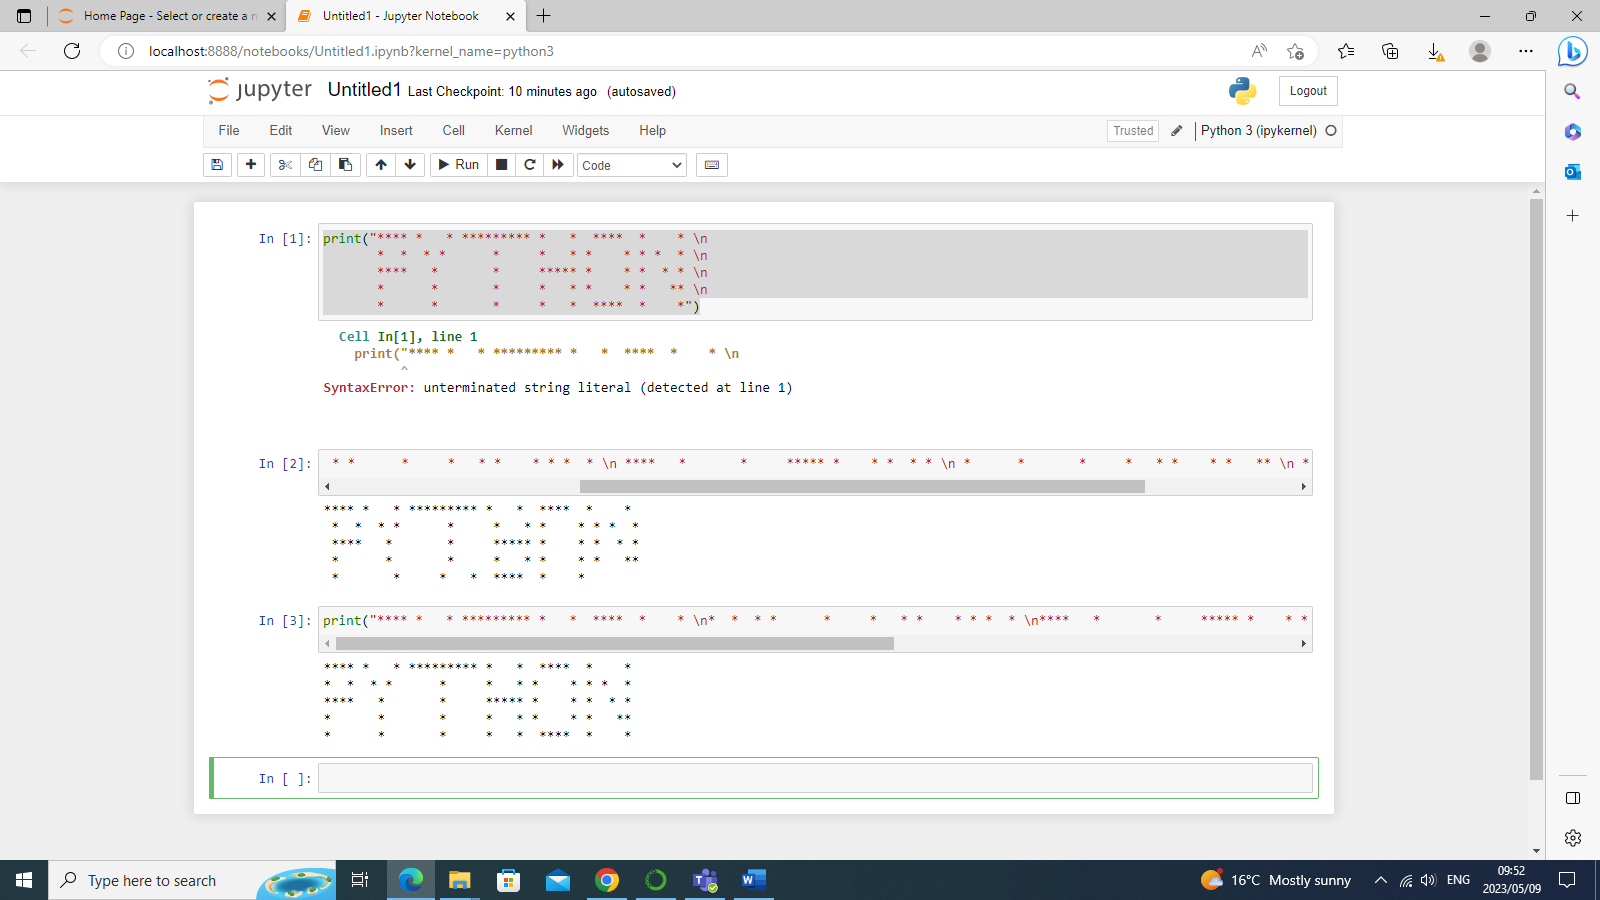 Home Page - Select or create a n
Untitled1 - Jupyter Notebook
localhost:8888/notebooks/Untitled1.ipynb?kernel_name=python3
jupyter Untitled1 Last Checkpoint: 10 minutes ago (autosaved)
Logout
File Edit View Insert Cell Kernel Widgets Help
Trusted
Python 3 (ipykernel)
Run
Code
In [1]: print("**** *   * ********* *   *  ****  *    * \n
       *  *  * *      *     *   * *    * * *  * \n
       ****   *       *     ***** *    * *  * * \n
       *      *       *     *   * *    * *   ** \n
       *      *       *     *   *  ****  *    *")
Cell In[1], line 1
print("**** *   * ********* *   *  ****  *    * \n
^
SyntaxError: unterminated string literal (detected at line 1)
In [2]: * *      *     *   * *    * * *  * \n ****   *       *     ***** *    * *  * * \n *      *       *     *   * *    * *   ** \n *
**** *   * ********* *   *  ****  *    *
 *  *  * *      *     *   * *    * * *  *
 ****   *       *     ***** *    * *  * *
 *      *       *     *   * *    * *   **
 *       *     *   *  ****  *    *
In [3]: print("**** *   * ********* *   *  ****  *    * \n*  *  * *      *     *   * *    * * *  * \n****   *       *     ***** *    * *
**** *   * ********* *   *  ****  *    *
*  *  * *      *     *   * *    * * *  *
****   *       *     ***** *    * *  * *
*      *       *     *   * *    * *   **
*      *       *     *   *  ****  *    *
In [ ]:
Type here to search
16°C Mostly sunny
ENG
09:52
2023/05/09